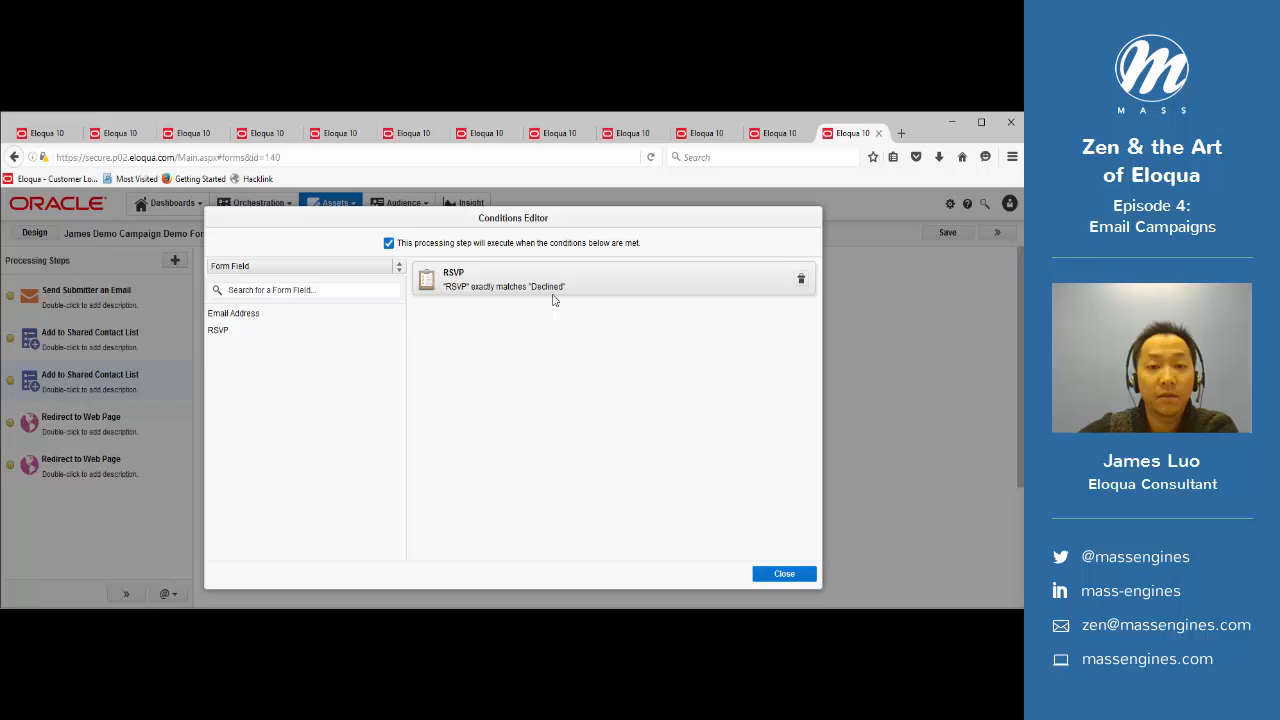 Eloqua 10
Eloqua 10
Eloqua 10
Eloqua 10
Eloqua 10
Eloqua 10
Eloqua 10
Eloqua 10
Eloqua 10
Eloqua 10
Eloqua 10
Eloqua 10
https://secure.p02.eloqua.com/Main.aspx#forms&id=140
Search
Eloqua - Customer Lo...
Most Visited
Getting Started
Hacklink
ORACLE
Dashboards
Orchestration
Assets
Audience
Insight
Design
James Demo Campaign Demo For
Save
Processing Steps
Send Submitter an Email
Double-click to add description.
Add to Shared Contact List
Double-click to add description.
Add to Shared Contact List
Double-click to add description.
Redirect to Web Page
Double-click to add description.
Redirect to Web Page
Double-click to add description.
Conditions Editor
This processing step will execute when the conditions below are met.
Form Field
Search for a Form Field...
Email Address
RSVP
RSVP
"RSVP" exactly matches "Declined"
Close
M
MASS
Zen & the Art
of Eloqua
Episode 4:
Email Campaigns
James Luo
Eloqua Consultant
@massengines
in mass-engines
zen@massengines.com
massengines.com